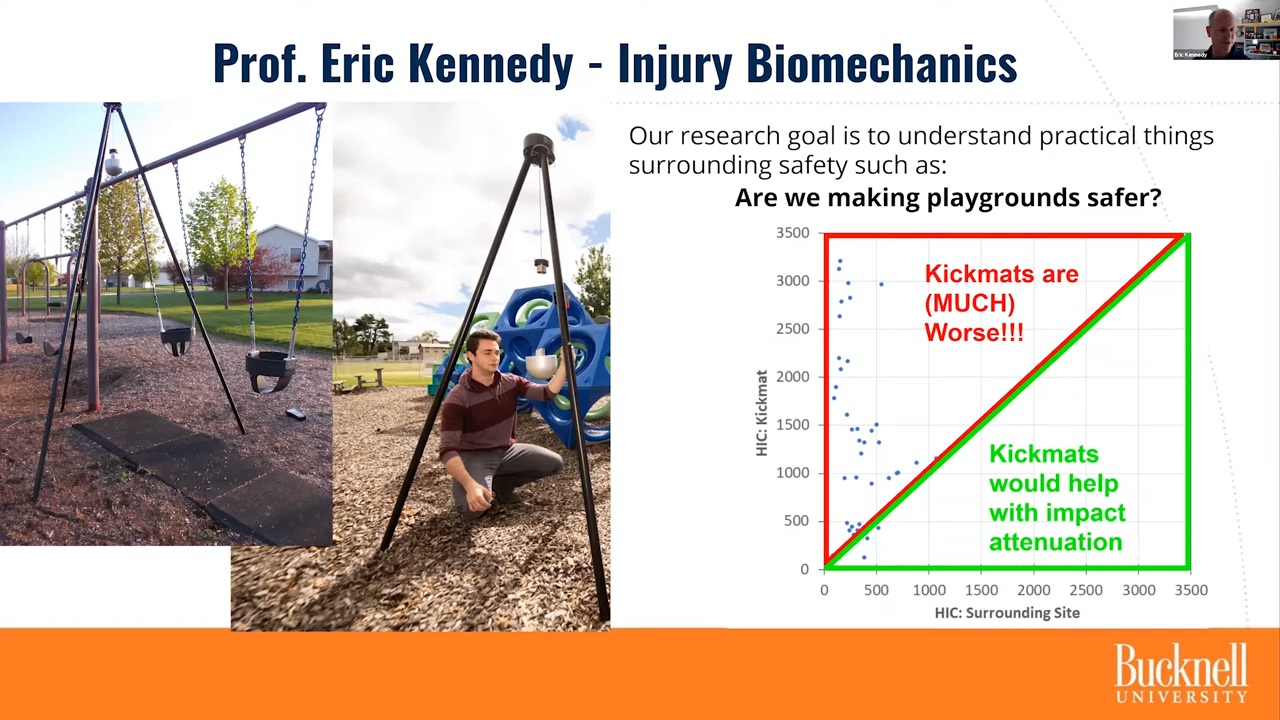 Prof. Eric Kennedy - Injury Biomechanics
Eric Kennedy
Our research goal is to understand practical things
surrounding safety such as:
Are we making playgrounds safer?
3500
3000
2500
2000
1500
1000
500
0
HIC: Kickmat
Kickmats are
(MUCH)
Worse!!!
Kickmats
would help
with impact
attenuation
0 500 1000 1500 2000 2500 3000 3500
HIC: Surrounding Site
Bucknell
UNIVERSITY